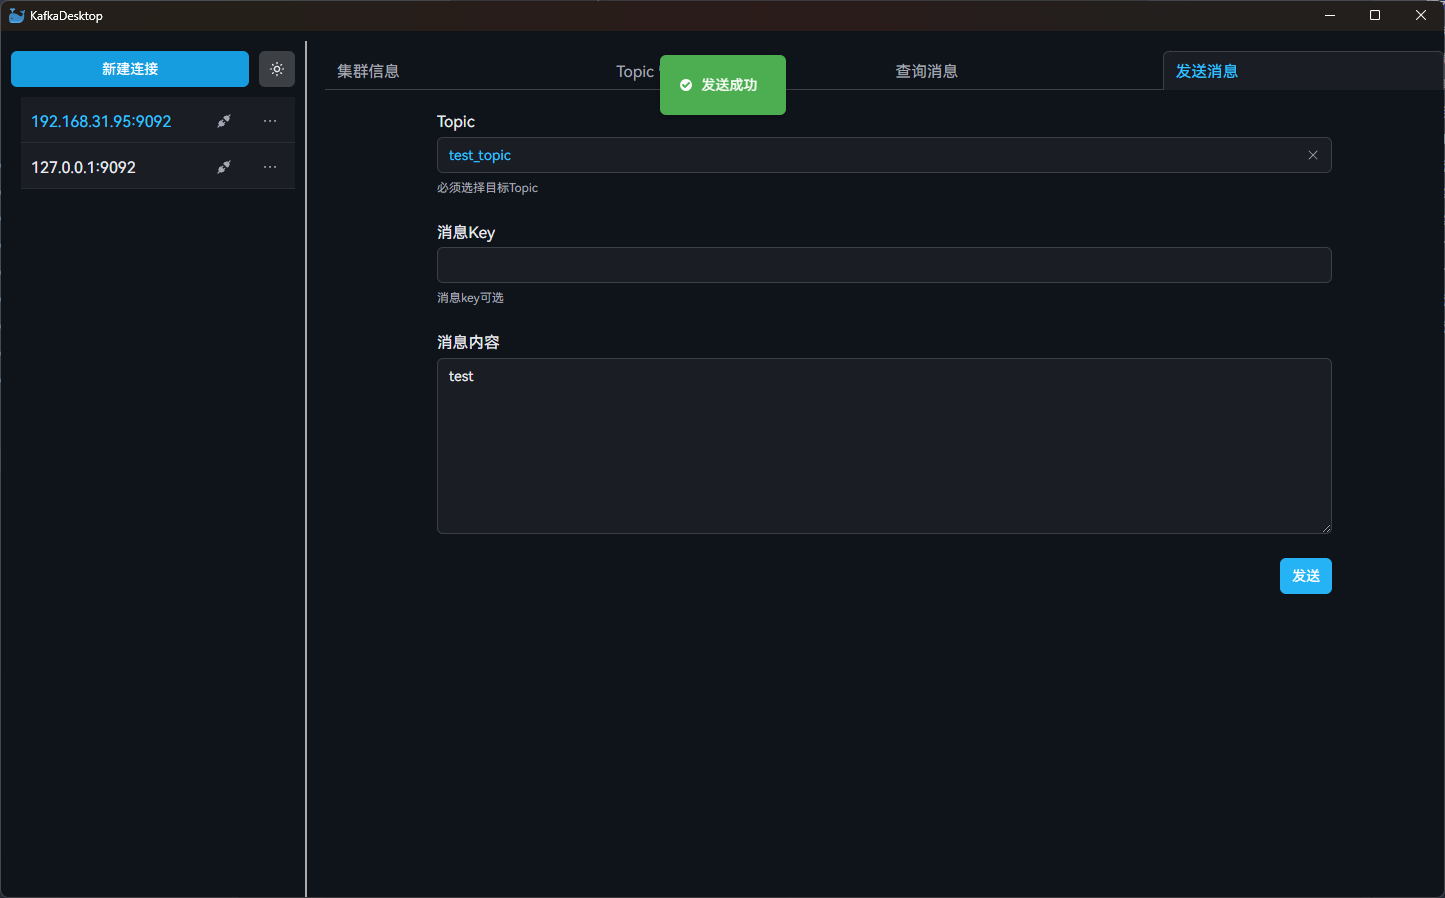 KafkaDesktop
新建连接
192.168.31.95:9092
127.0.0.1:9092
集群信息
Topic
查询消息
发送消息
发送成功
Topic
test_topic
必须选择目标Topic
消息Key
消息key可选
消息内容
test
发送